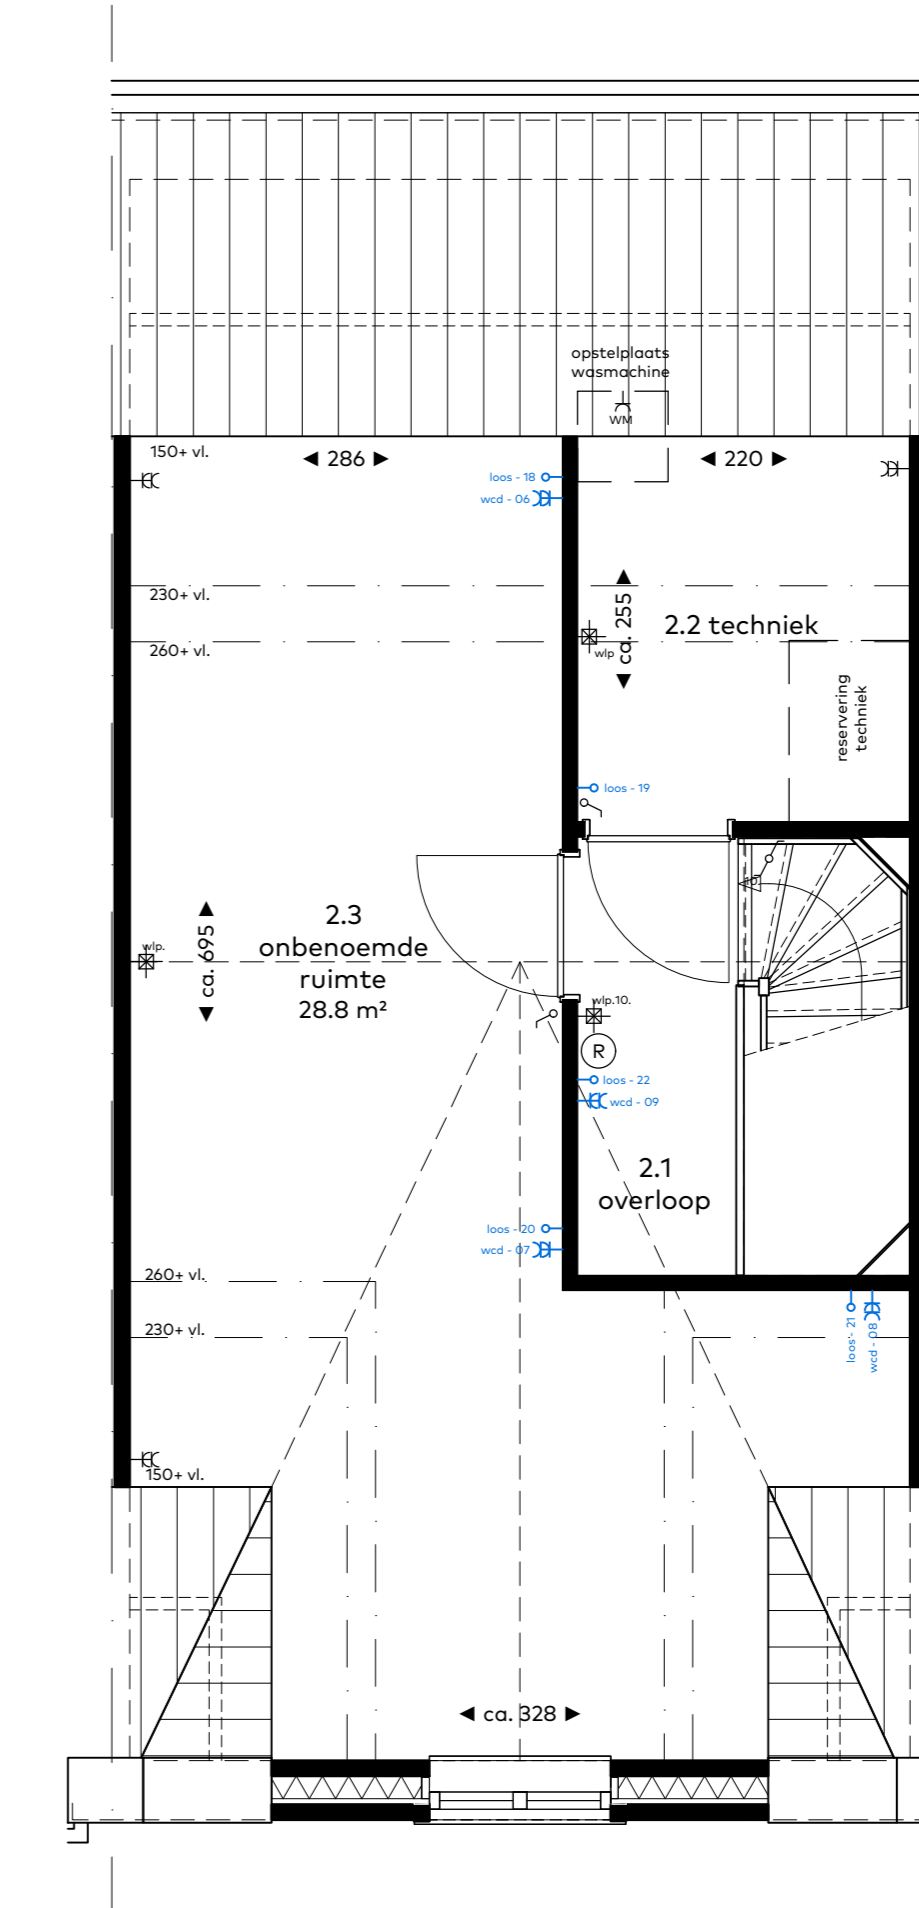 opstelplaats
wasmachine
WM
150+ vl.
◄ 286 ►
◄ 220 ►
loos - 18
wcd - 06
230+ vl.
260+ vl.
◄ ca. 255 ►
2.2 techniek
wlp
reservering
techniek
loos - 19
2.3
onbenoemde
ruimte
28.8 m²
◄ ca. 695 ►
wlp.
wlp.10.
R
loos - 22
wcd - 09
2.1
overloop
loos - 20
wcd - 07
260+ vl.
230+ vl.
loos - 21
wcd - 08
150+ vl.
◄ ca. 328 ►